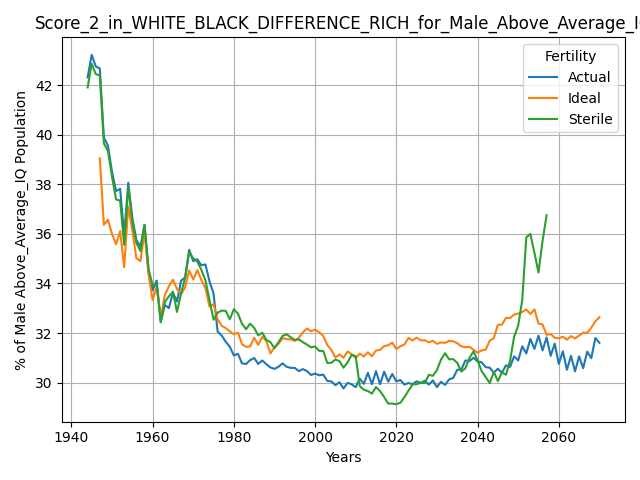 Score_2_in_WHITE_BLACK_DIFFERENCE_RICH_for_Male_Above_Average_I
Fertility
Actual
Ideal
Sterile
% of Male Above_Average_IQ Population
42
40
38
36
34
32
30
1940 1960 1980 2000 2020 2040 2060
Years